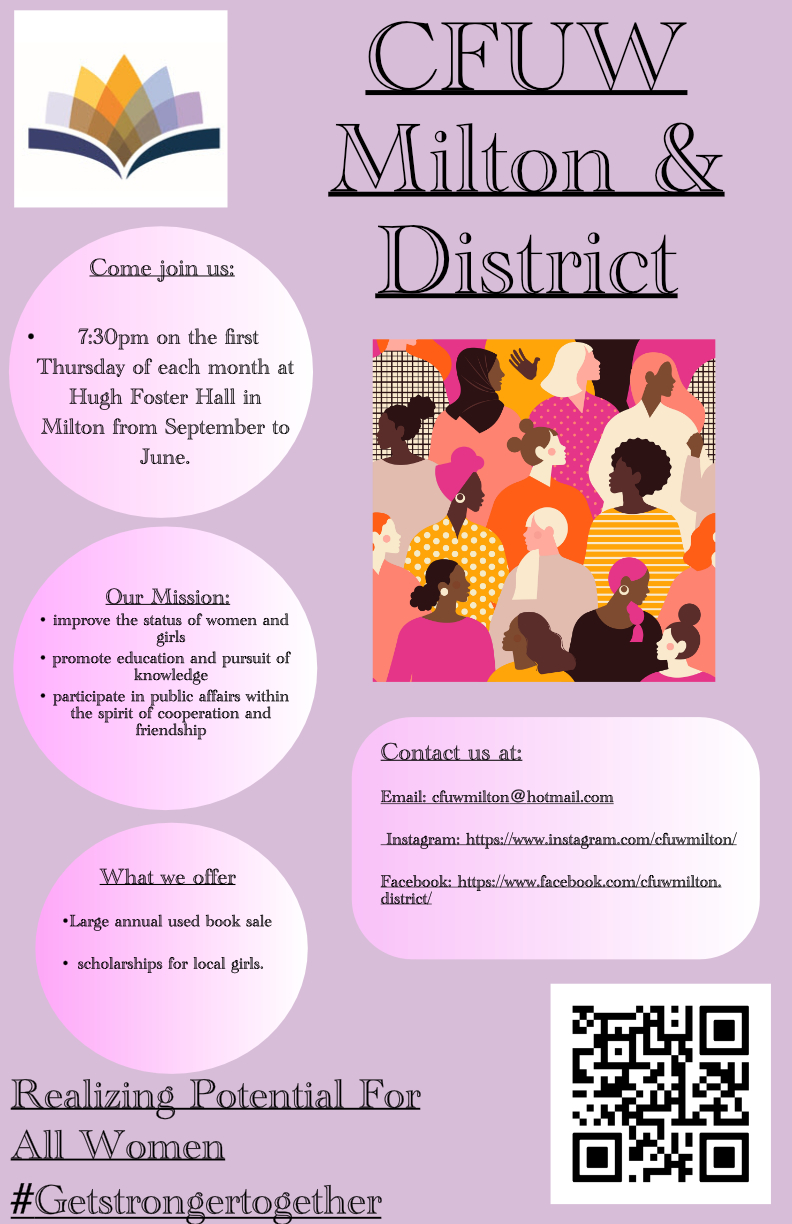 CFUW
Milton &
District
Come join us:
• 7:30pm on the first
Thursday of each month at
Hugh Foster Hall in
Milton from September to
June.
Our Mission:
• improve the status of women and
girls
• promote education and pursuit of
knowledge
• participate in public affairs within
the spirit of cooperation and
friendship
Contact us at:
Email: cfuwmilton@hotmail.com
Instagram: https://www.instagram.com/cfuwmilton/
Facebook: https://www.facebook.com/cfuwmilton.
district/
What we offer
•Large annual used book sale
• scholarships for local girls.
Realizing Potential For
All Women
#Getstrongertogether